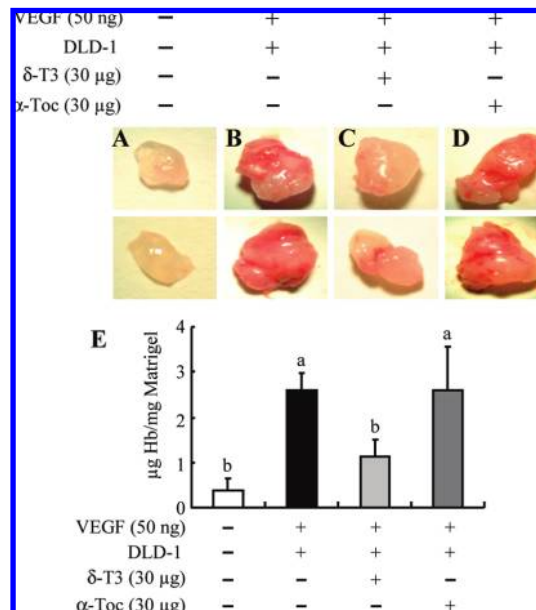 VEGF (50 ng) − + + +
DLD-1 − + + +
δ-T3 (30 µg) − − + −
α-Toc (30 µg) − − − +
A B C D
E
µg Hb/mg Matrigel
4
3
2
1
0
b a b a
VEGF (50 ng) − + + +
DLD-1 − + + +
δ-T3 (30 µg) − − + −
α-Toc (30 µg) − − − +